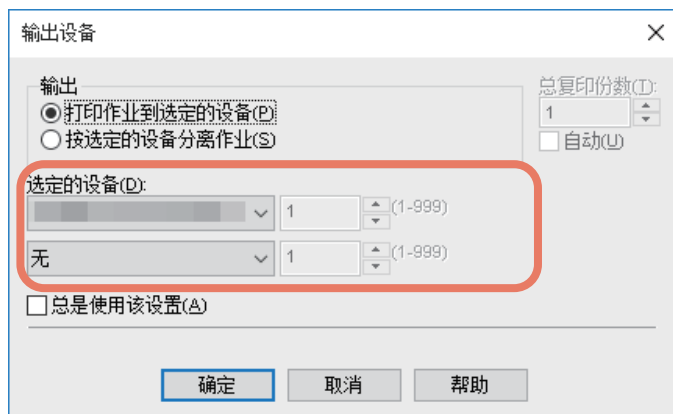 输出设备
输出
打印作业到选定的设备(P)
按选定的设备分离作业(S)
总复印份数(T):
1
自动(U)
选定的设备(D):
1 (1-999)
无 1 (1-999)
总是使用该设置(A)
确定 取消 帮助